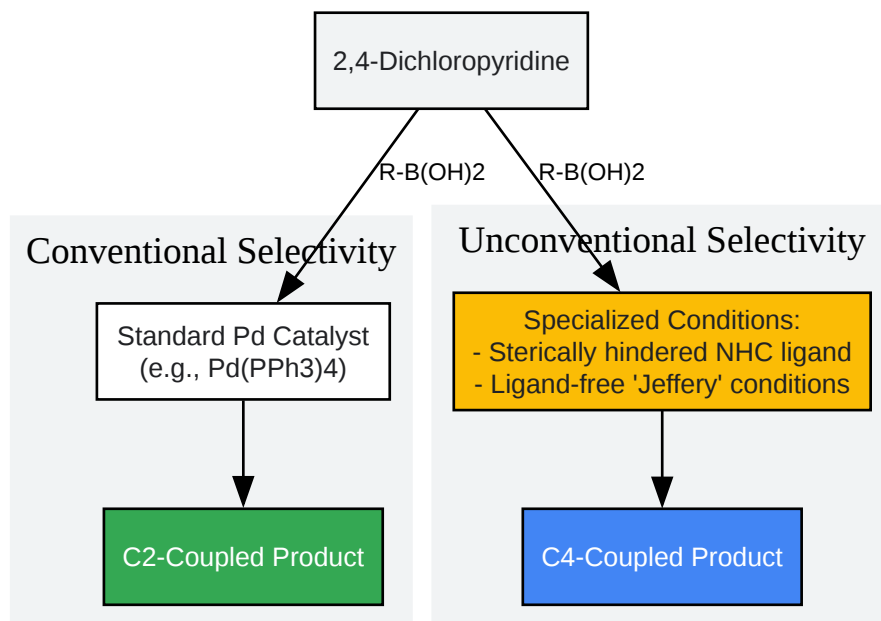 2,4-Dichloropyridine
R-B(OH)2
R-B(OH)2
Conventional Selectivity
Standard Pd Catalyst
(e.g., Pd(PPh3)4)
C2-Coupled Product
Unconventional Selectivity
Specialized Conditions:
- Sterically hindered NHC ligand
- Ligand-free 'Jeffery' conditions
C4-Coupled Product